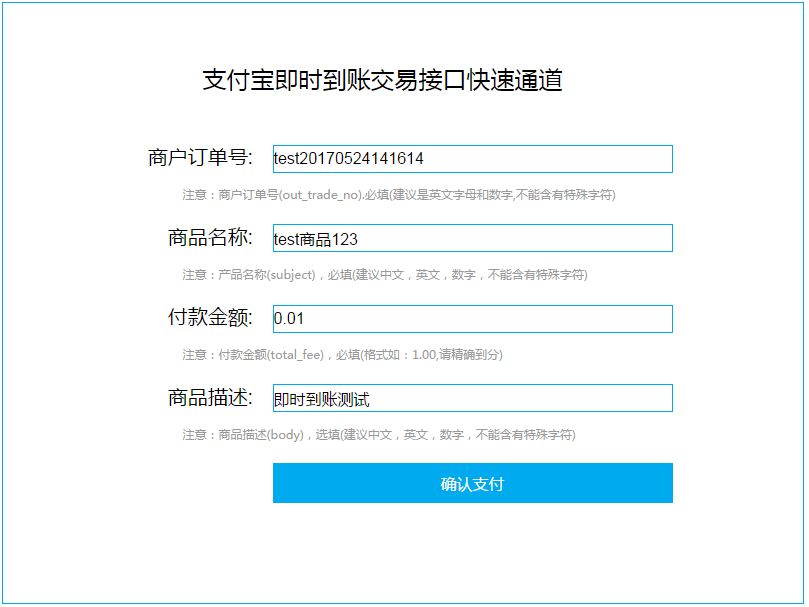 支付宝即时到账交易接口快速通道
商户订单号: test20170524141614
注意：商户订单号(out_trade_no).必填(建议是英文字母和数字,不能含有特殊字符)
商品名称: test商品123
注意：产品名称(subject)，必填(建议中文，英文，数字，不能含有特殊字符)
付款金额: 0.01
注意：付款金额(total_fee)，必填(格式如：1.00,请精确到分)
商品描述: 即时到账测试
注意：商品描述(body)，选填(建议中文，英文，数字，不能含有特殊字符)
确认支付